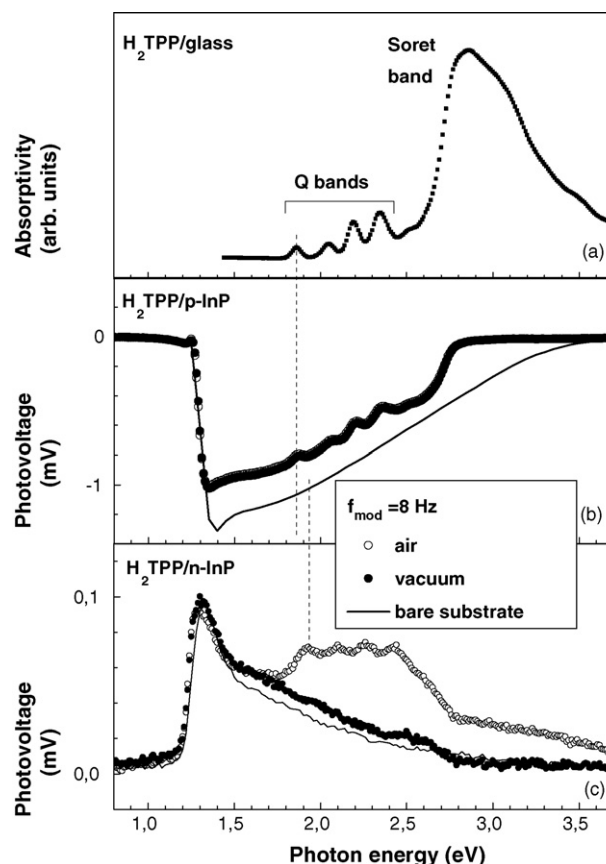 H₂TPP/glass
Soret
band
Q bands
Absorptivity
(arb. units)
(a)
H₂TPP/p-InP
0
-1
Photovoltage
(mV)
(b)
f_mod =8 Hz
air
vacuum
bare substrate
H₂TPP/n-InP
0,1
0,0
Photovoltage
(mV)
(c)
1,0 1,5 2,0 2,5 3,0 3,5
Photon energy (eV)